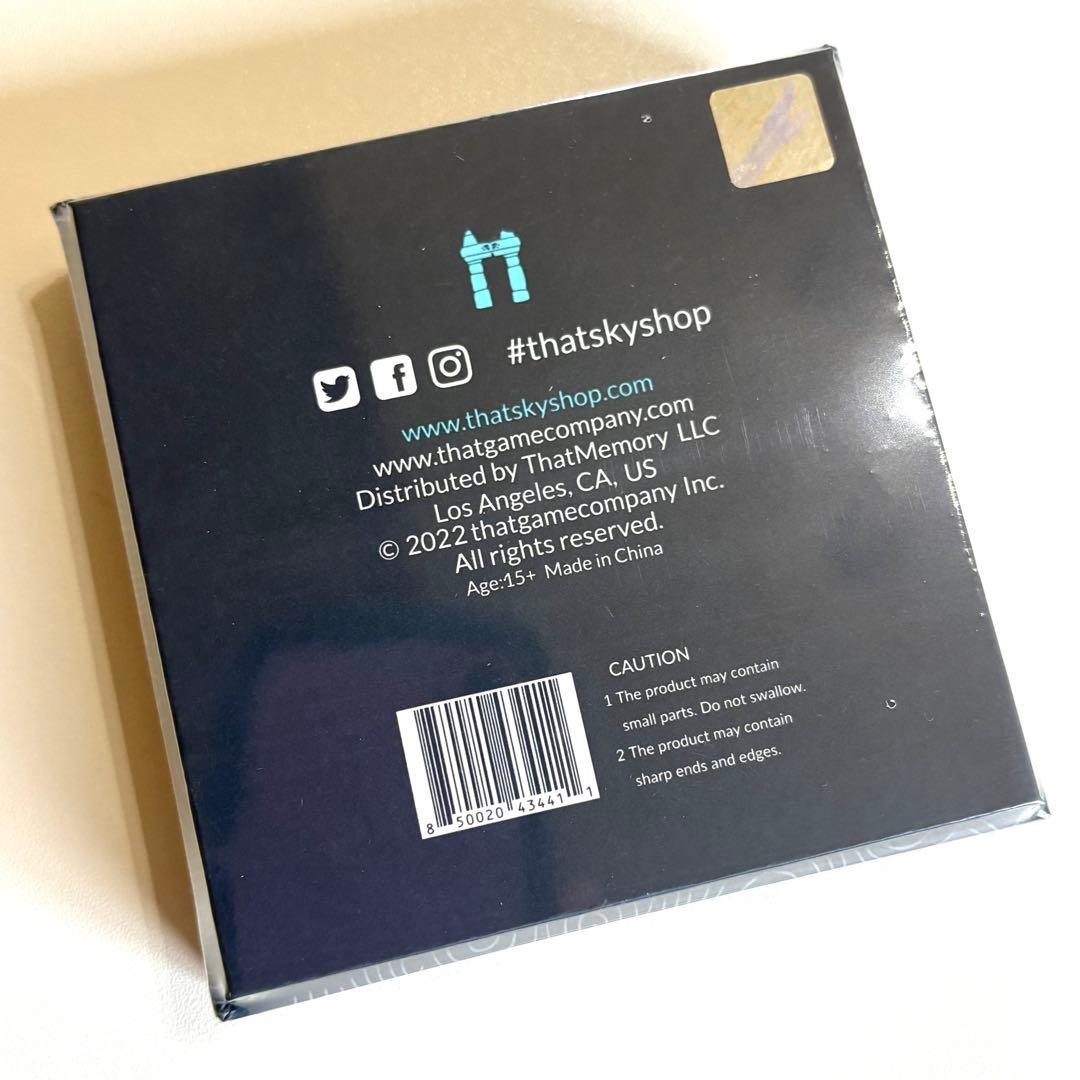 #thatskyshop
www.thatskyshop.com
www.thatgamecompany.com
Distributed by ThatMemory LLC
Los Angeles, CA, US
© 2022 thatgamecompany Inc.
All rights reserved.
Age:15+ Made in China
CAUTION
1 The product may contain
small parts. Do not swallow.
2 The product may contain
sharp ends and edges.
8 50020 43441 1